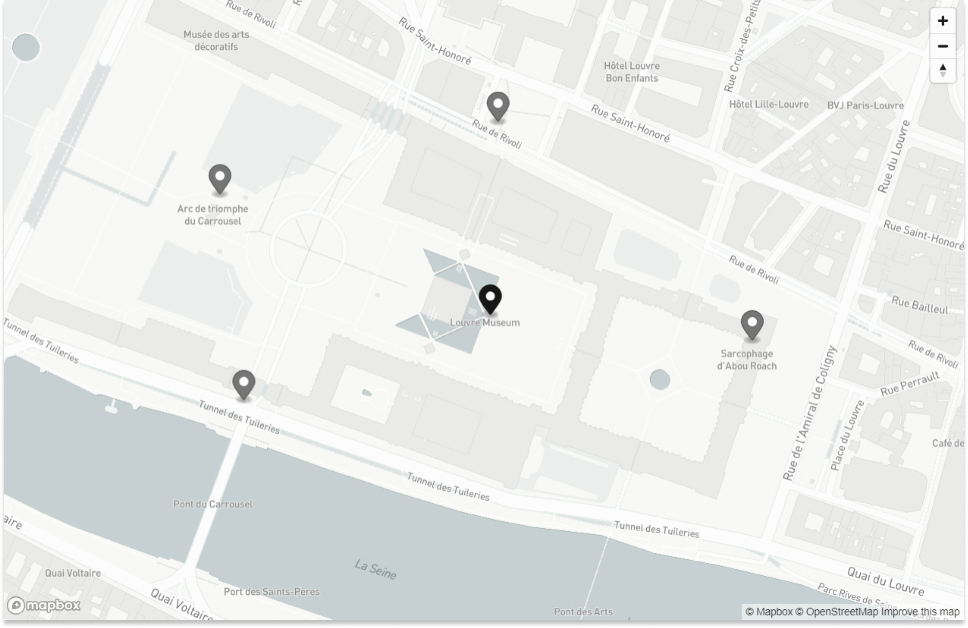 Rue de Rivoli
Rue Saint-Honoré
Musée des arts
décoratifs
Rue Croix-des-Petits
Hôtel Louvre
Bon Enfants
Hôtel Lille-Louvre
BVJ Paris-Louvre
Rue Saint-Honoré
Rue de Rivoli
Rue du Louvre
Arc de triomphe
du Carrousel
Rue Saint-Honoré
Rue de Rivoli
Rue Bailleul
Louvre Museum
Tunnel des Tuileries
Sarcophage
d'Abou Roach
Rue de Rivoli
Rue Perrault
Rue de l'Amiral de Coligny
Place du Louvre
Tunnel des Tuileries
Café de
Tunnel des Tuileries
Pont du Carrousel
Tunnel des Tuileries
aire
La Seine
Quai Voltaire
Quai du Louvre
Port des Saints-Pères
Quai Voltaire
Parc Rives de Seine
mapbox
Pont des Arts
© Mapbox © OpenStreetMap Improve this map